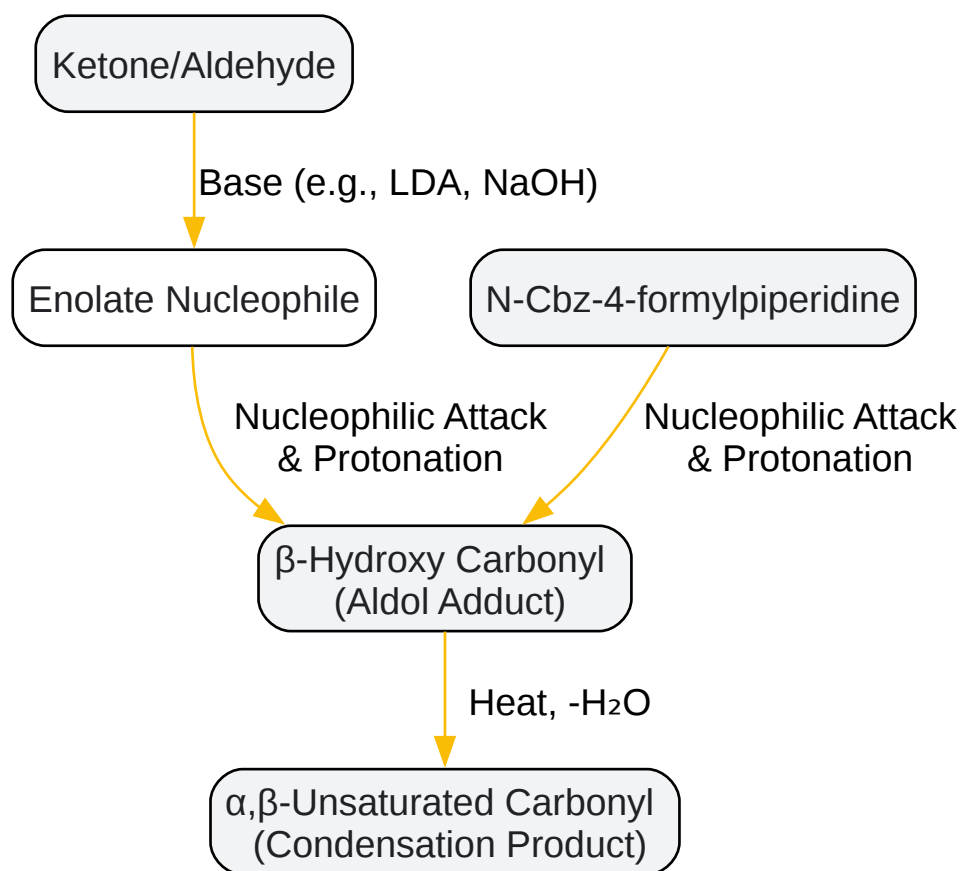 Ketone/Aldehyde
Base (e.g., LDA, NaOH)
Enolate Nucleophile
N-Cbz-4-formylpiperidine
Nucleophilic Attack
& Protonation
Nucleophilic Attack
& Protonation
β-Hydroxy Carbonyl
(Aldol Adduct)
Heat, -H₂O
α,β-Unsaturated Carbonyl
(Condensation Product)